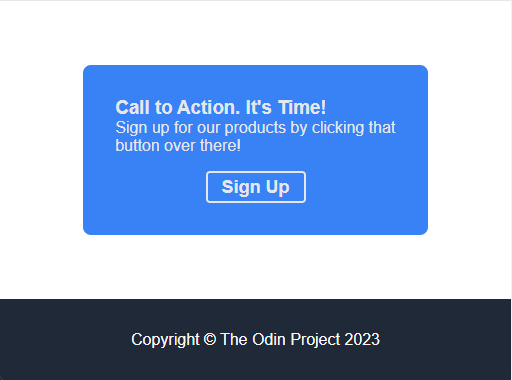 Call to Action. It's Time!
Sign up for our products by clicking that
button over there!
Sign Up
Copyright © The Odin Project 2023